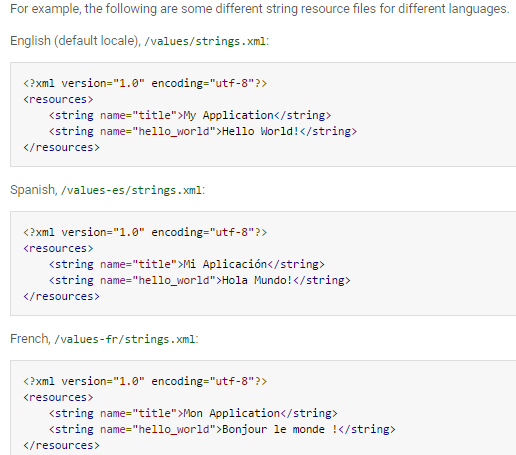 For example, the following are some different string resource files for different languages.
English (default locale), /values/strings.xml:
<?xml version="1.0" encoding="utf-8"?>
<resources>
    <string name="title">My Application</string>
    <string name="hello_world">Hello World!</string>
</resources>
Spanish, /values-es/strings.xml:
<?xml version="1.0" encoding="utf-8"?>
<resources>
    <string name="title">Mi Aplicación</string>
    <string name="hello_world">Hola Mundo!</string>
</resources>
French, /values-fr/strings.xml:
<?xml version="1.0" encoding="utf-8"?>
<resources>
    <string name="title">Mon Application</string>
    <string name="hello_world">Bonjour le monde !</string>
</resources>